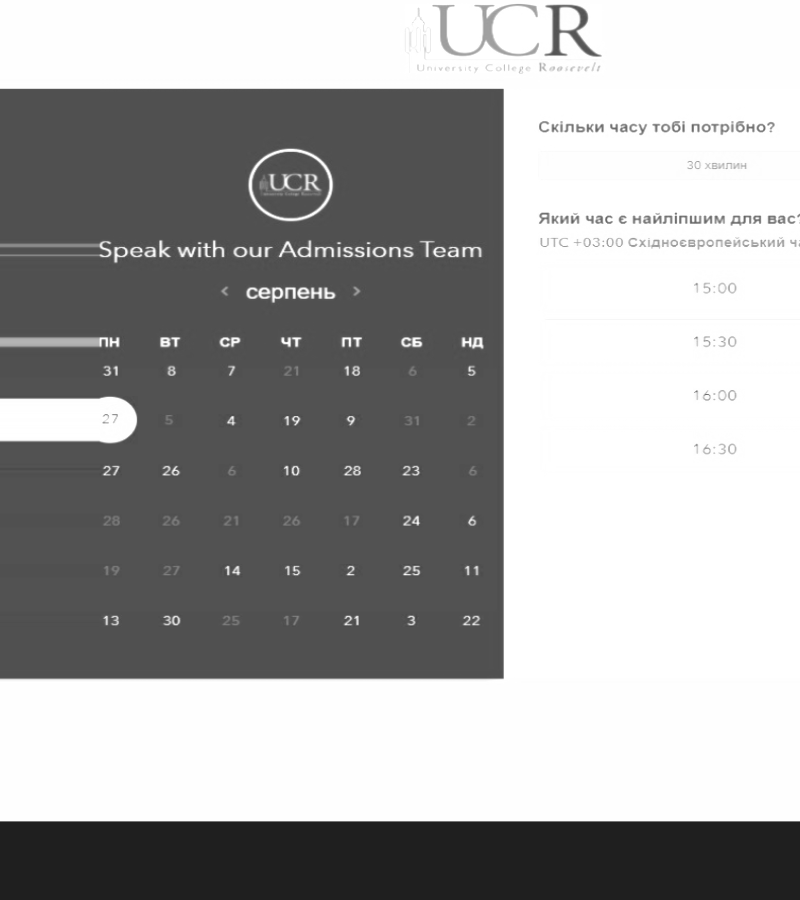 UCR
University College Roosevelt
UCR
Speak with our Admissions Team
< серпень >
ПН ВТ СР ЧТ ПТ СБ НД
31 8 7 21 18 6 5
27 5 4 19 9 31 2
27 26 6 10 28 23 6
28 26 21 26 17 24 6
19 27 14 15 2 25 11
13 30 25 17 21 3 22
Скільки часу тобі потрібно?
30 хвилин
Який час є найліпшим для вас?
UTC +03:00 Східноєвропейський ча
15:00
15:30
16:00
16:30